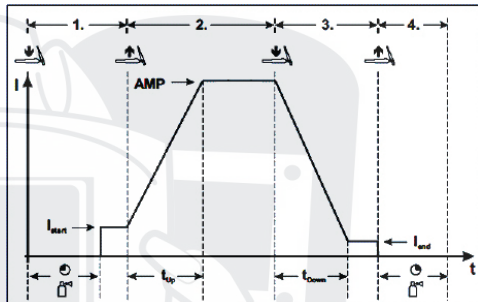 1. 2. 3. 4.
I
AMP
Istart
Iend
t
tUp
tDown